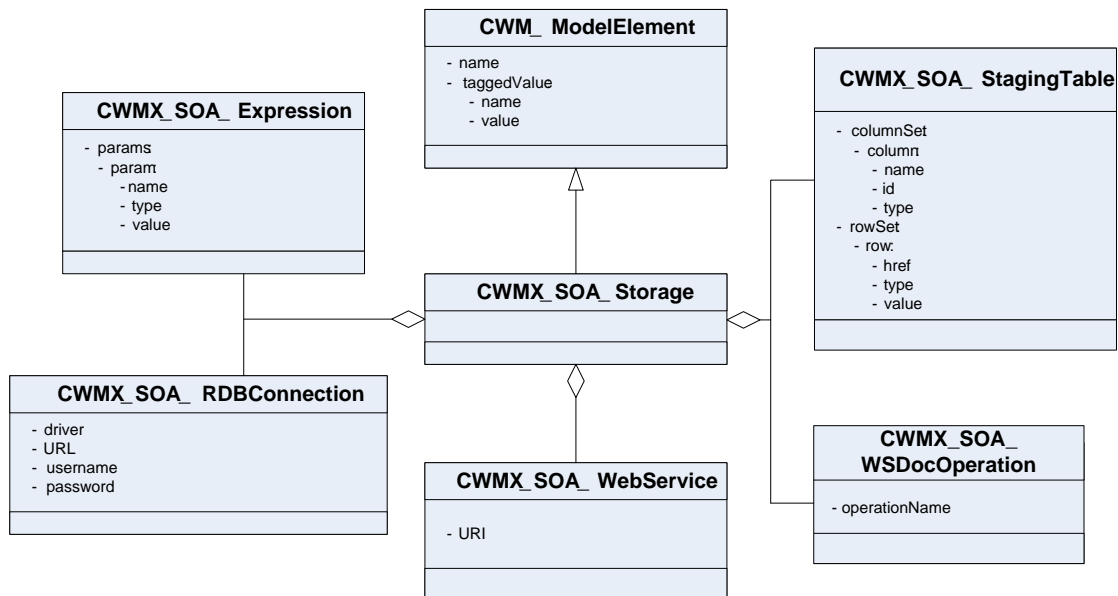 CWM_ ModelElement
- name
- taggedValue
- name
- value
CWMX_SOA_ Expression
- params
- param
- name
- type
- value
CWMX_SOA_ StagingTable
- columnSet
- column
- name
- id
- type
- rowSet
- row:
- href
- type
- value
CWMX_SOA_ Storage
CWMX_SOA_ RDBConnection
- driver
- URL
- username
- password
CWMX_SOA_ WebService
- URI
CWMX_SOA_
WSDocOperation
- operationName